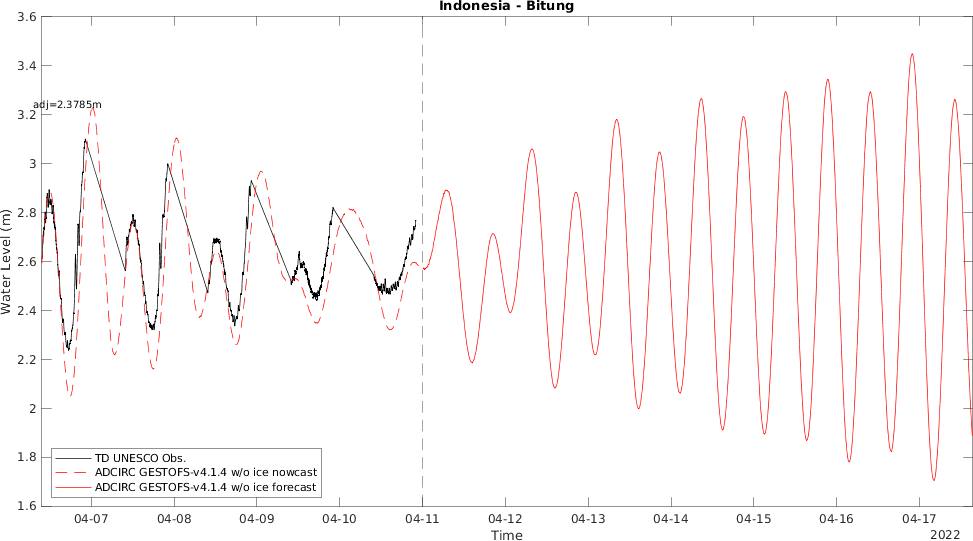 Indonesia - Bitung
adj=2.3785m
Water Level (m)
3.6
3.4
3.2
3
2.8
2.6
2.4
2.2
2
1.8
1.6
TD UNESCO Obs.
ADCIRC GESTOFS-v4.1.4 w/o ice nowcast
ADCIRC GESTOFS-v4.1.4 w/o ice forecast
04-07 04-08 04-09 04-10 04-11 04-12 04-13 04-14 04-15 04-16 04-17
Time
2022